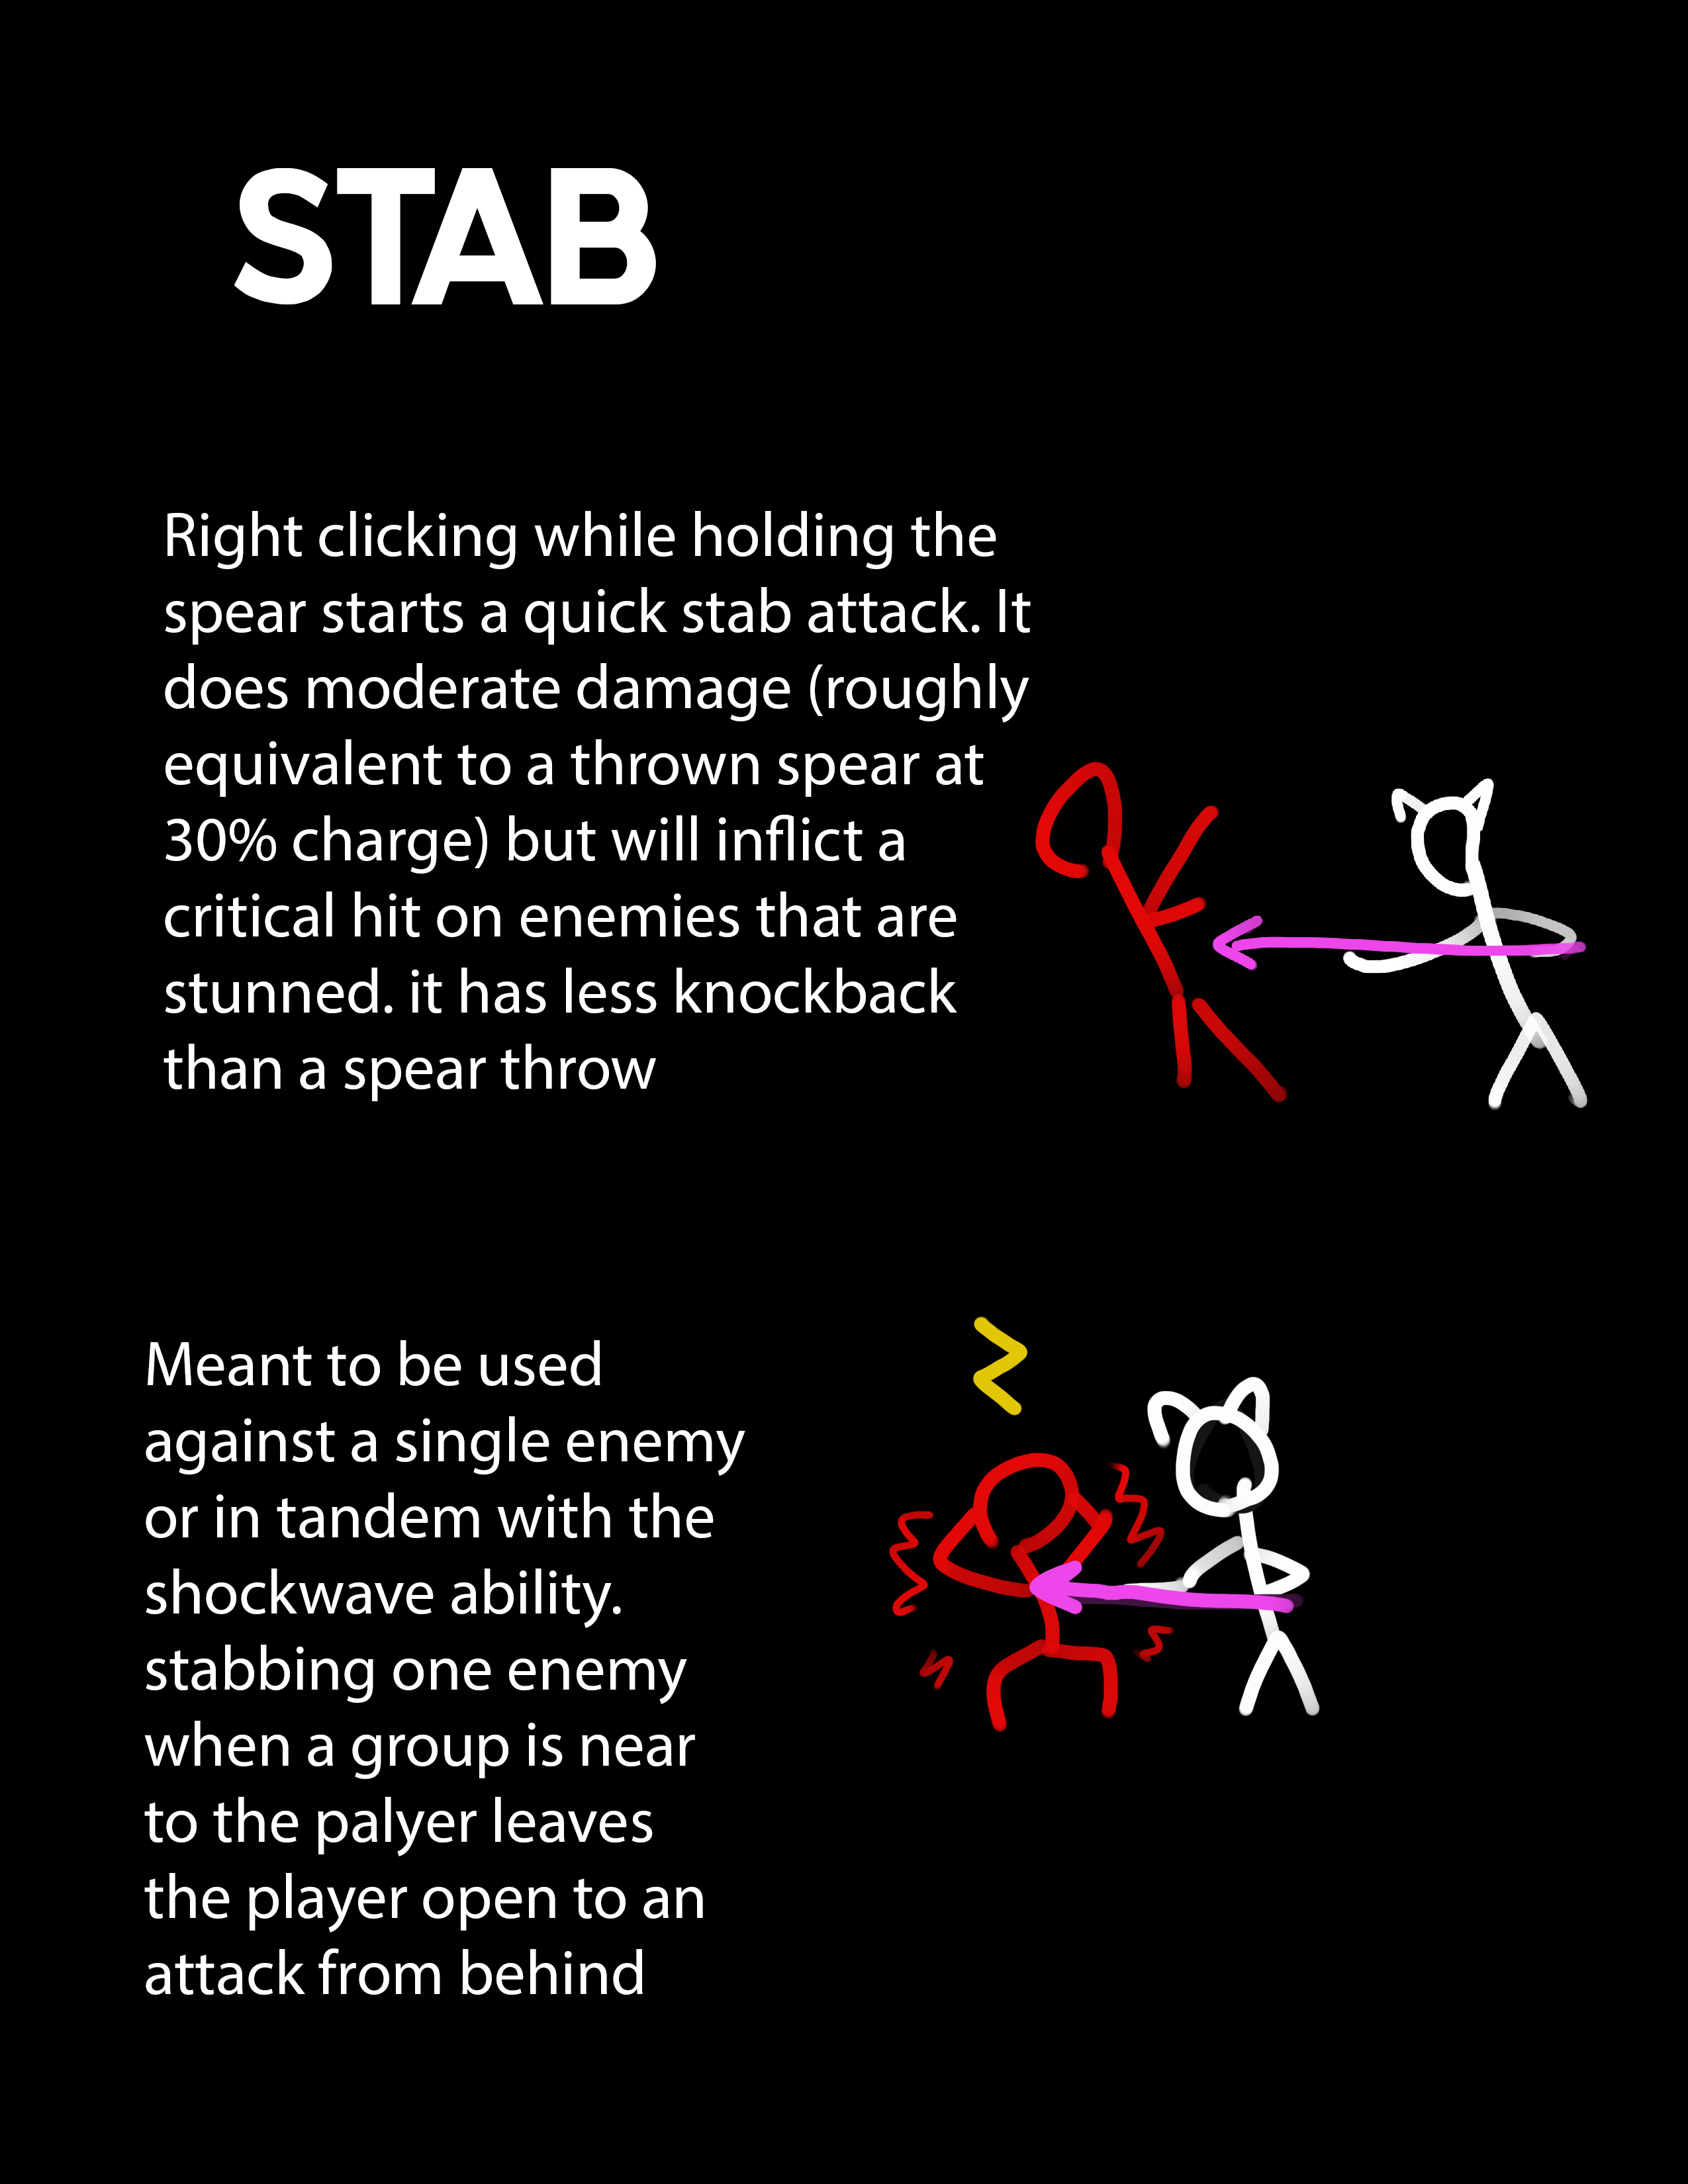 STAB
Right clicking while holding the
spear starts a quick stab attack. It
does moderate damage (roughly
equivalent to a thrown spear at
30% charge) but will inflict a
critical hit on enemies that are
stunned. it has less knockback
than a spear throw
Meant to be used
against a single enemy
or in tandem with the
shockwave ability.
stabbing one enemy
when a group is near
to the palyer leaves
the player open to an
attack from behind